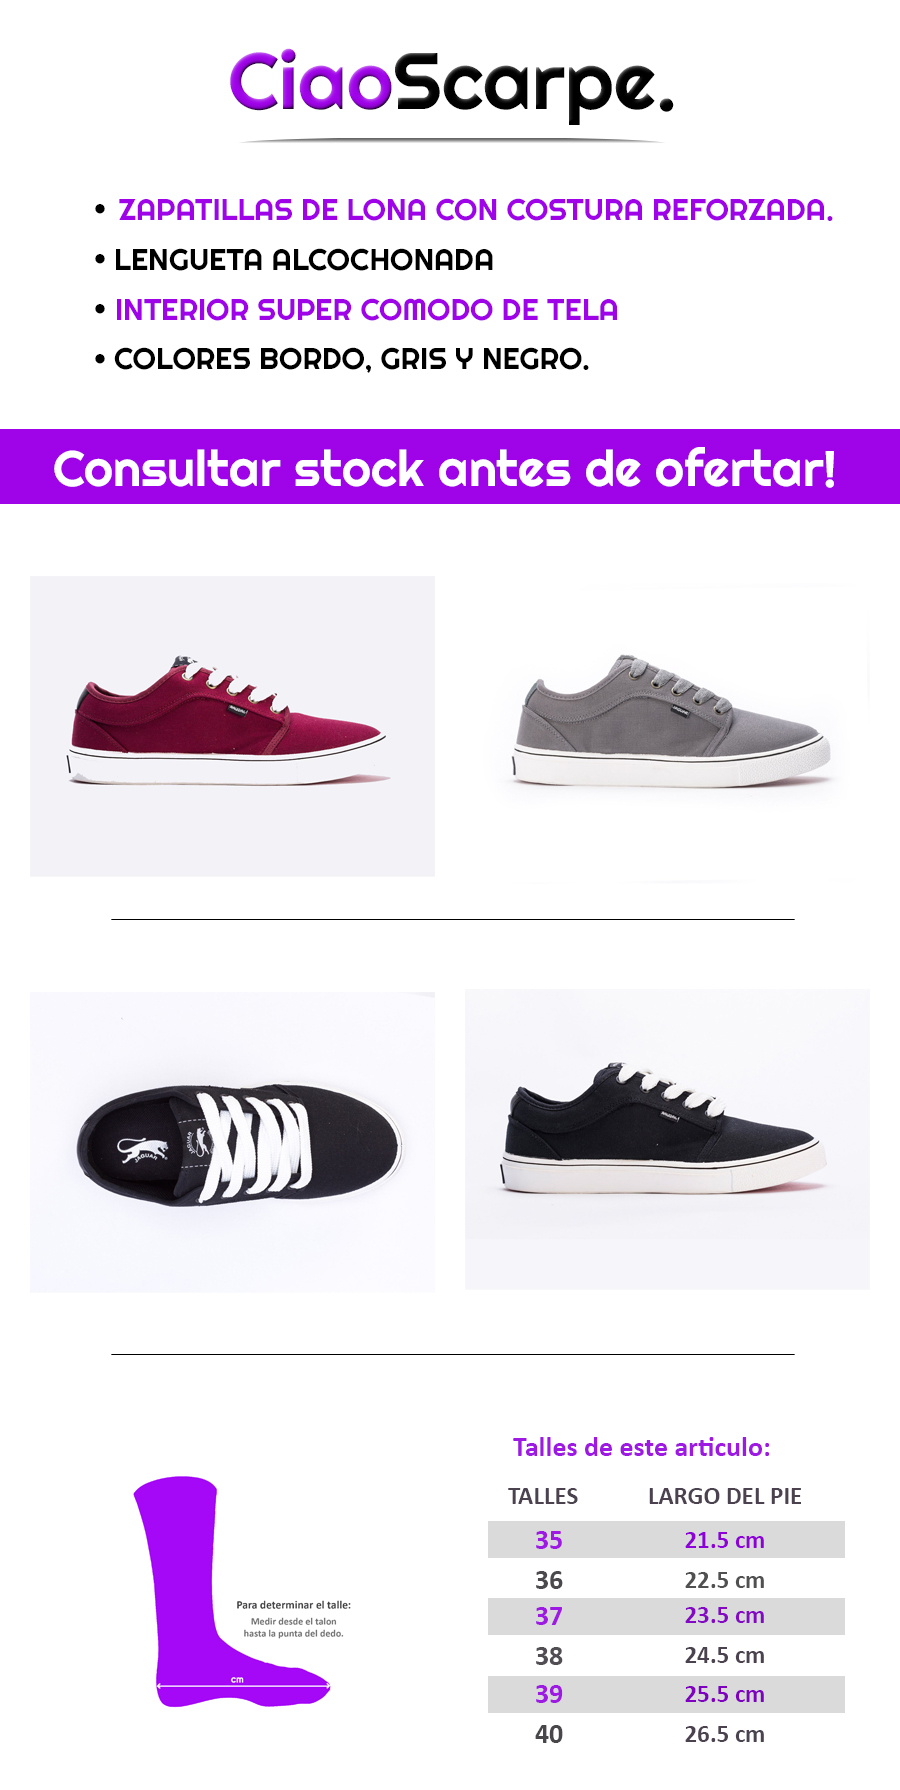 CiaoScarpe.
• ZAPATILLAS DE LONA CON COSTURA REFORZADA.
• LENGUETA ALCOCHONADA
• INTERIOR SUPER COMODO DE TELA
• COLORES BORDO, GRIS Y NEGRO.
Consultar stock antes de ofertar!
JAGUAR
JAGUAR®
JAGUAR
Talles de este articulo:
TALLES LARGO DEL PIE
35 21.5 cm
36 22.5 cm
37 23.5 cm
38 24.5 cm
39 25.5 cm
40 26.5 cm
Para determinar el talle:
Medir desde el talon
hasta la punta del dedo.
cm